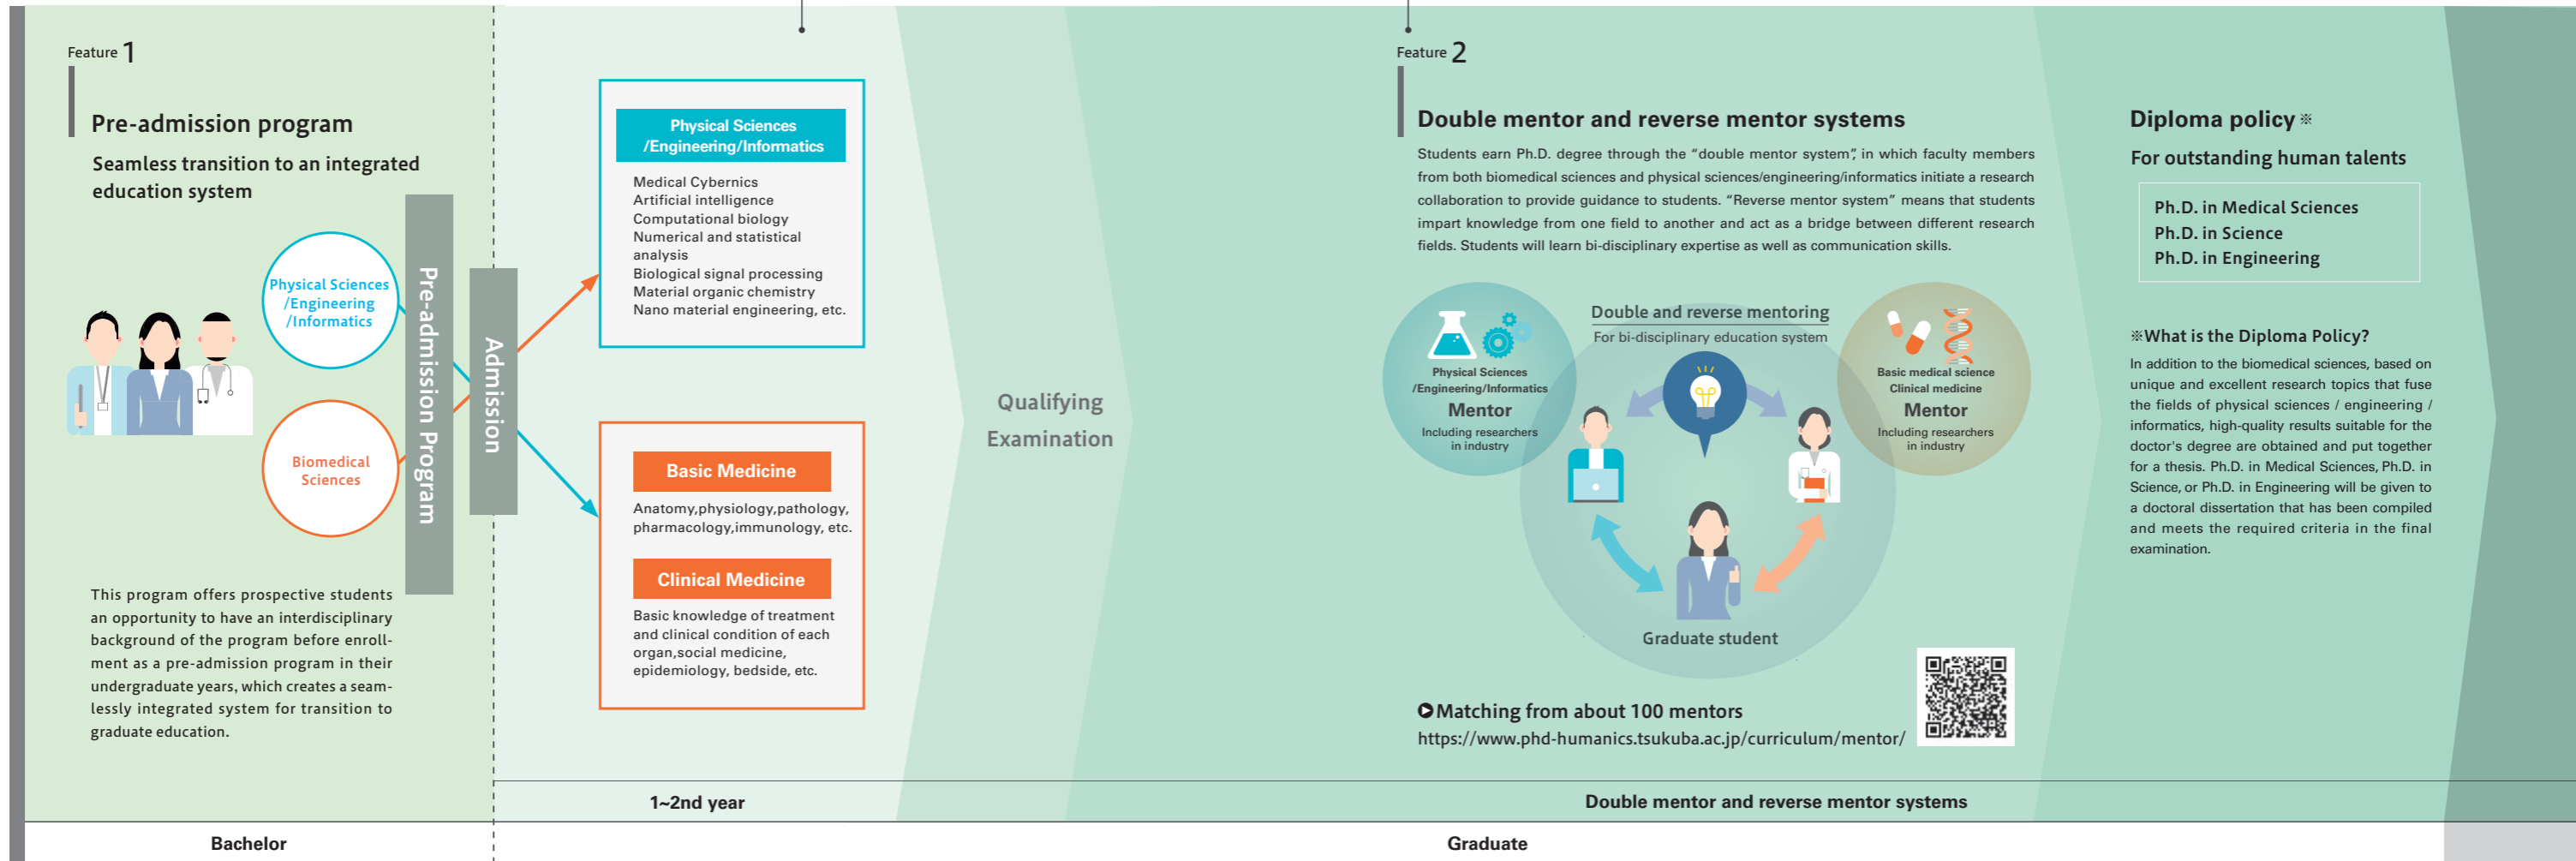 Feature 1
Pre-admission program
Seamless transition to an integrated
education system
Physical Sciences
/Engineering
/Informatics
Biomedical
Sciences
Pre-admission Program
Admission
This program offers prospective students
an opportunity to have an interdisciplinary
background of the program before enroll-
ment as a pre-admission program in their
undergraduate years, which creates a seam-
lessly integrated system for transition to
graduate education.
Physical Sciences
/Engineering/Informatics
Medical Cybernics
Artificial intelligence
Computational biology
Numerical and statistical
analysis
Biological signal processing
Material organic chemistry
Nano material engineering, etc.
Basic Medicine
Anatomy,physiology,pathology,
pharmacology,immunology, etc.
Clinical Medicine
Basic knowledge of treatment
and clinical condition of each
organ,social medicine,
epidemiology, bedside, etc.
Qualifying
Examination
Feature 2
Double mentor and reverse mentor systems
Students earn Ph.D. degree through the “double mentor system”, in which faculty members
from both biomedical sciences and physical sciences/engineering/informatics initiate a research
collaboration to provide guidance to students. “Reverse mentor system” means that students
impart knowledge from one field to another and act as a bridge between different research
fields. Students will learn bi-disciplinary expertise as well as communication skills.
Double and reverse mentoring
For bi-disciplinary education system
Physical Sciences
/Engineering/Informatics
Mentor
Including researchers
in industry
Basic medical science
Clinical medicine
Mentor
Including researchers
in industry
Graduate student
Matching from about 100 mentors
https://www.phd-humanics.tsukuba.ac.jp/curriculum/mentor/
Diploma policy※
For outstanding human talents
Ph.D. in Medical Sciences
Ph.D. in Science
Ph.D. in Engineering
※What is the Diploma Policy?
In addition to the biomedical sciences, based on
unique and excellent research topics that fuse
the fields of physical sciences / engineering /
informatics, high-quality results suitable for the
doctor's degree are obtained and put together
for a thesis. Ph.D. in Medical Sciences, Ph.D. in
Science, or Ph.D. in Engineering will be given to
a doctoral dissertation that has been compiled
and meets the required criteria in the final
examination.
1~2nd year
Double mentor and reverse mentor systems
Bachelor
Graduate